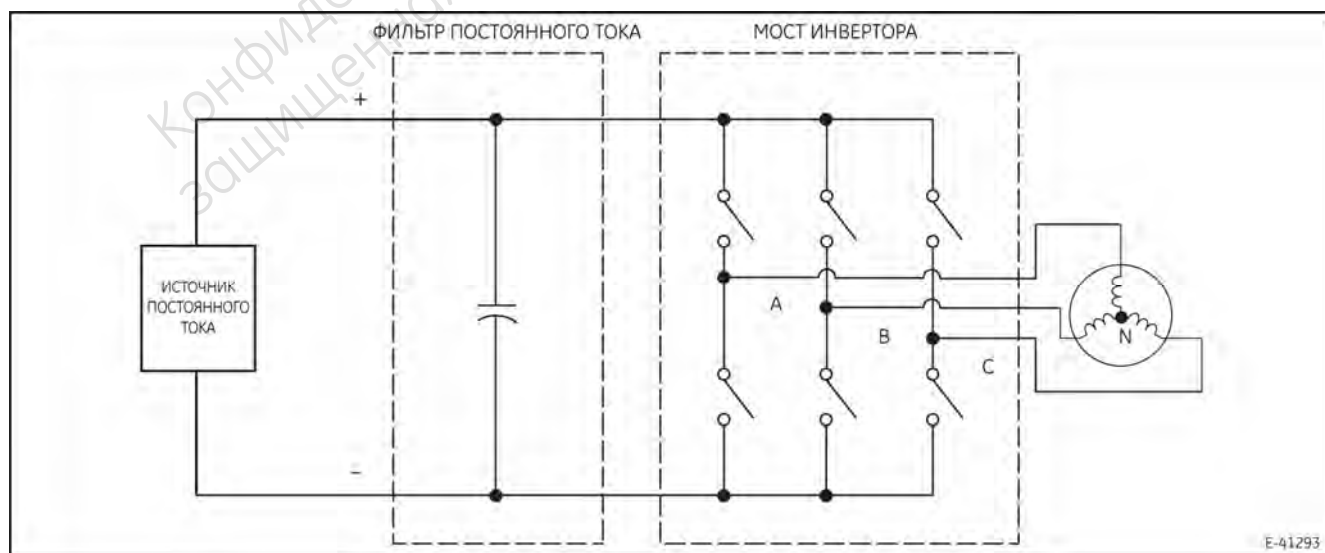 ФИЛЬТР ПОСТОЯННОГО ТОКА
МОСТ ИНВЕРТОРА
+
ИСТОЧНИК
ПОСТОЯННОГО
ТОКА
A
B
C
N
–
E-41293